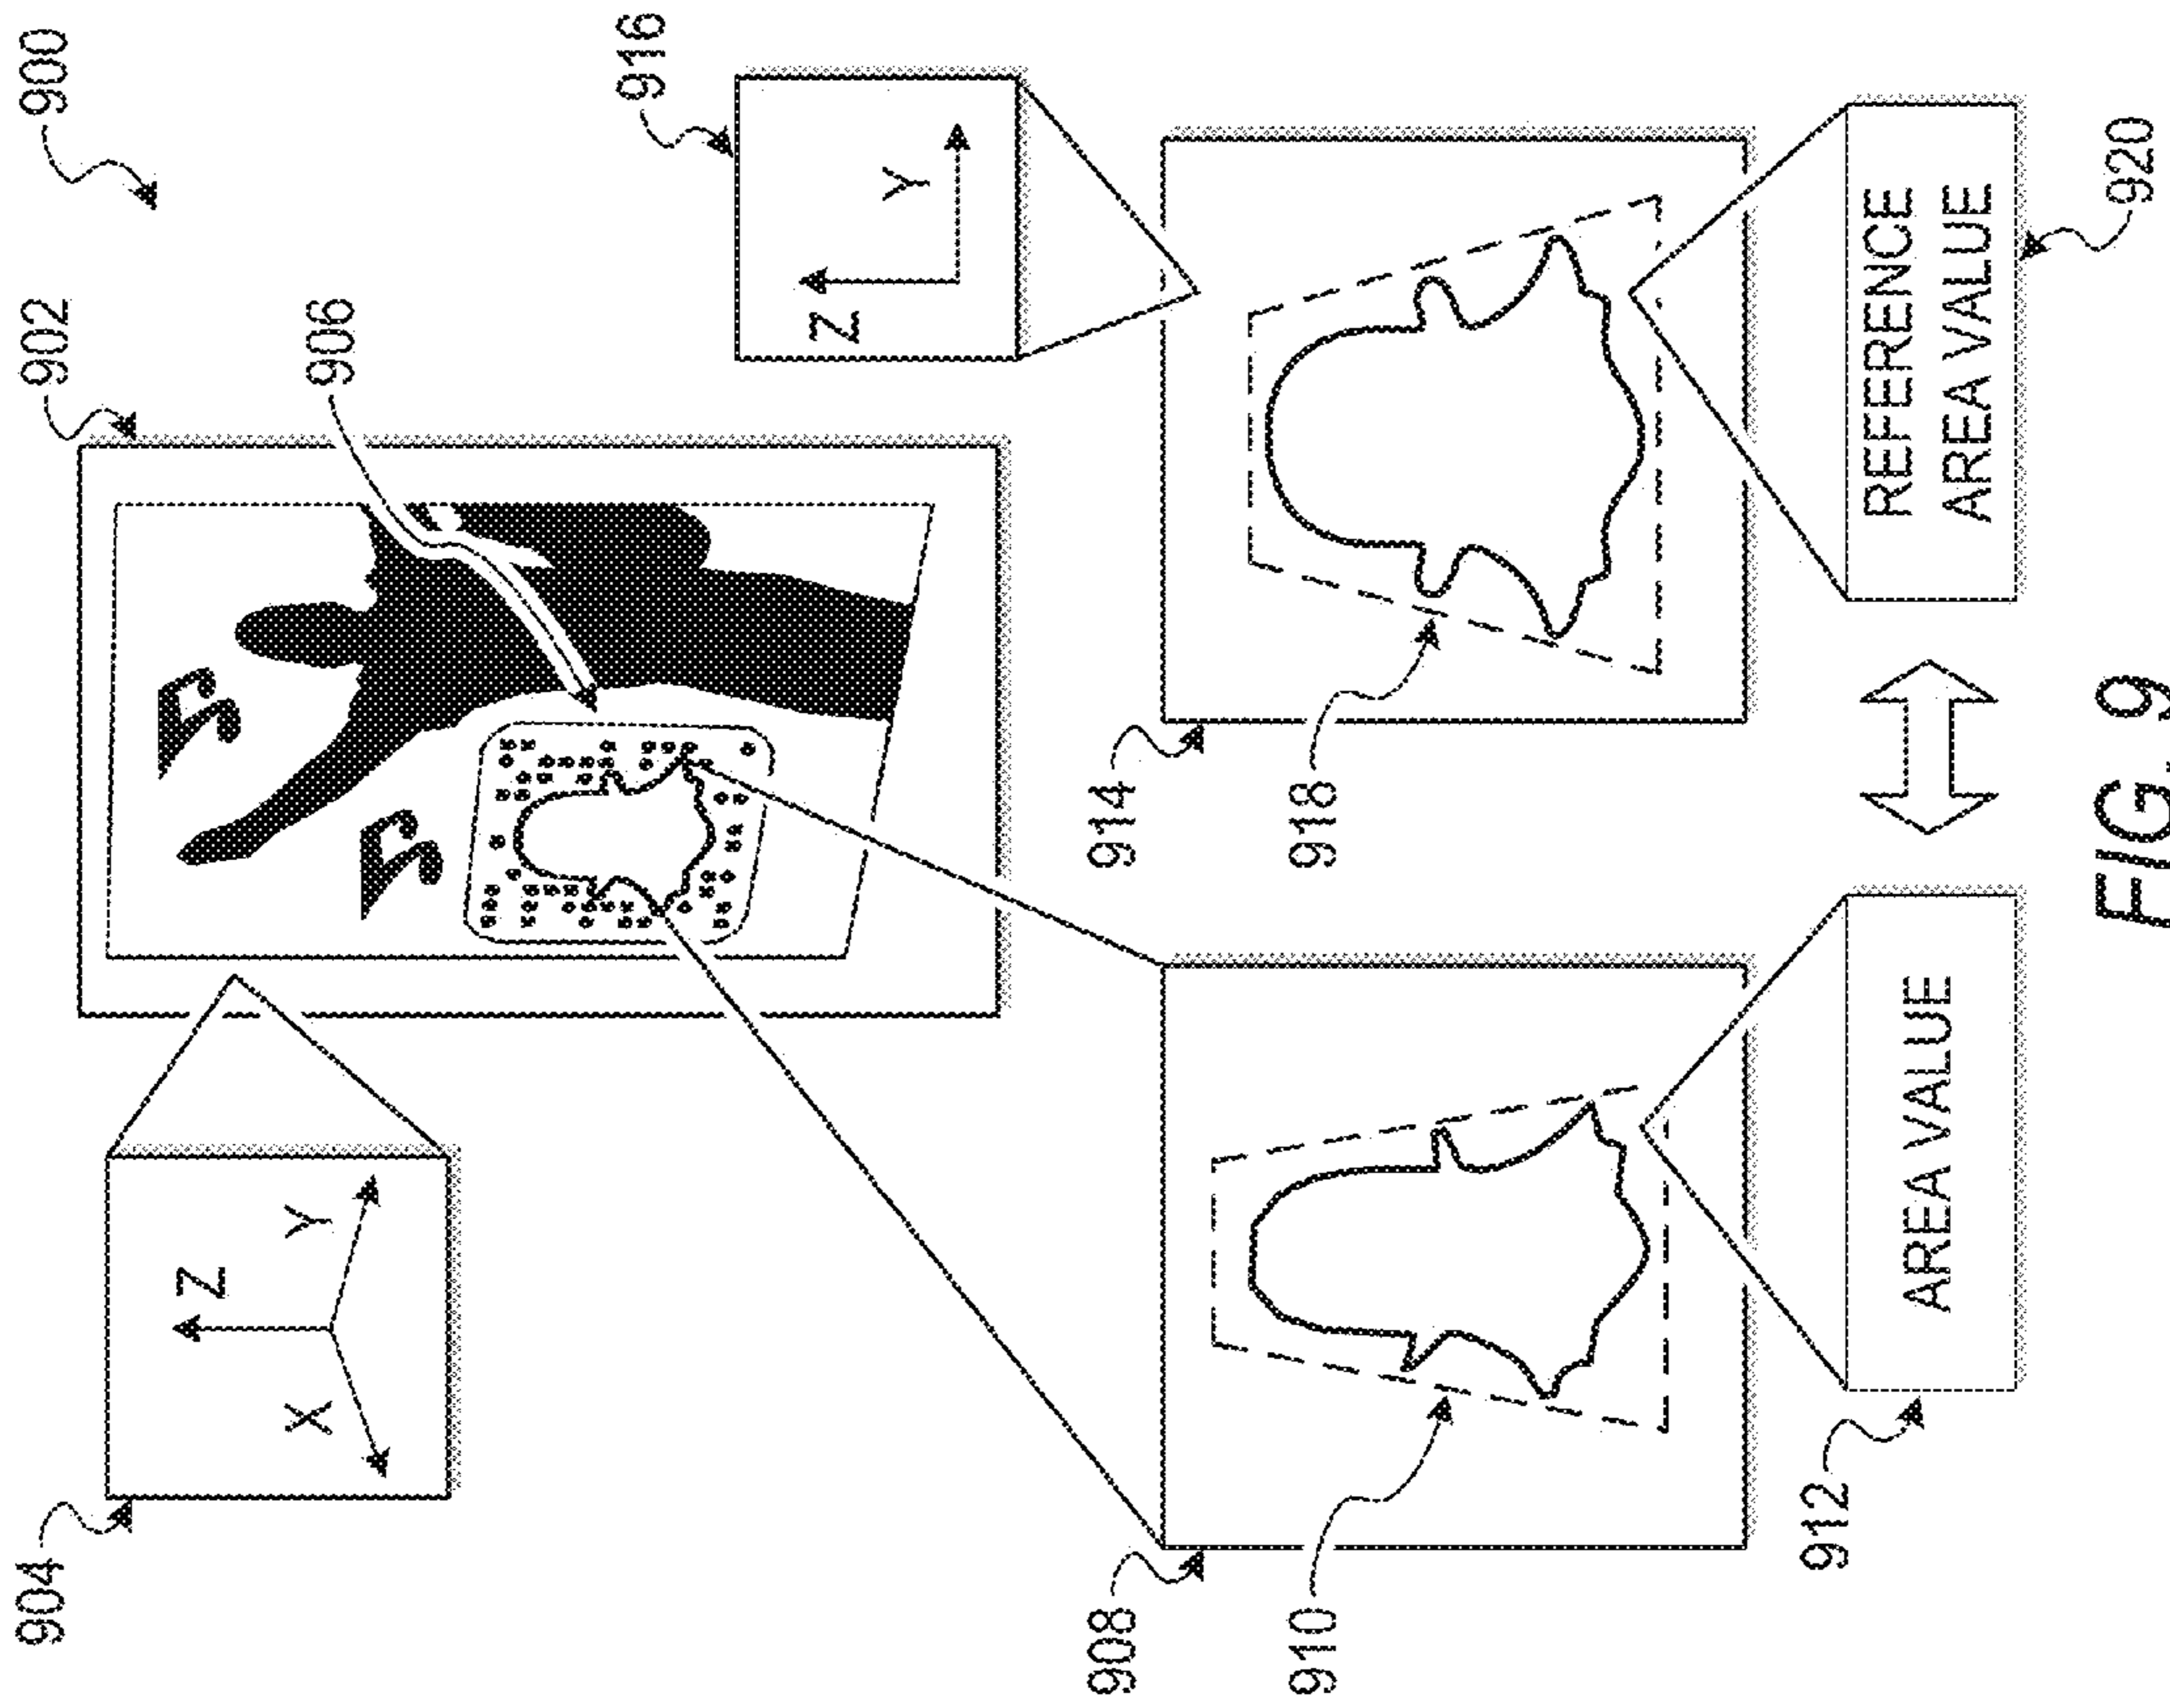 900
902
904
Z
X
Y
906
916
Z
Y
908
910
914
918
912
AREA VALUE
REFERENCE
AREA VALUE
920
FIG. 9